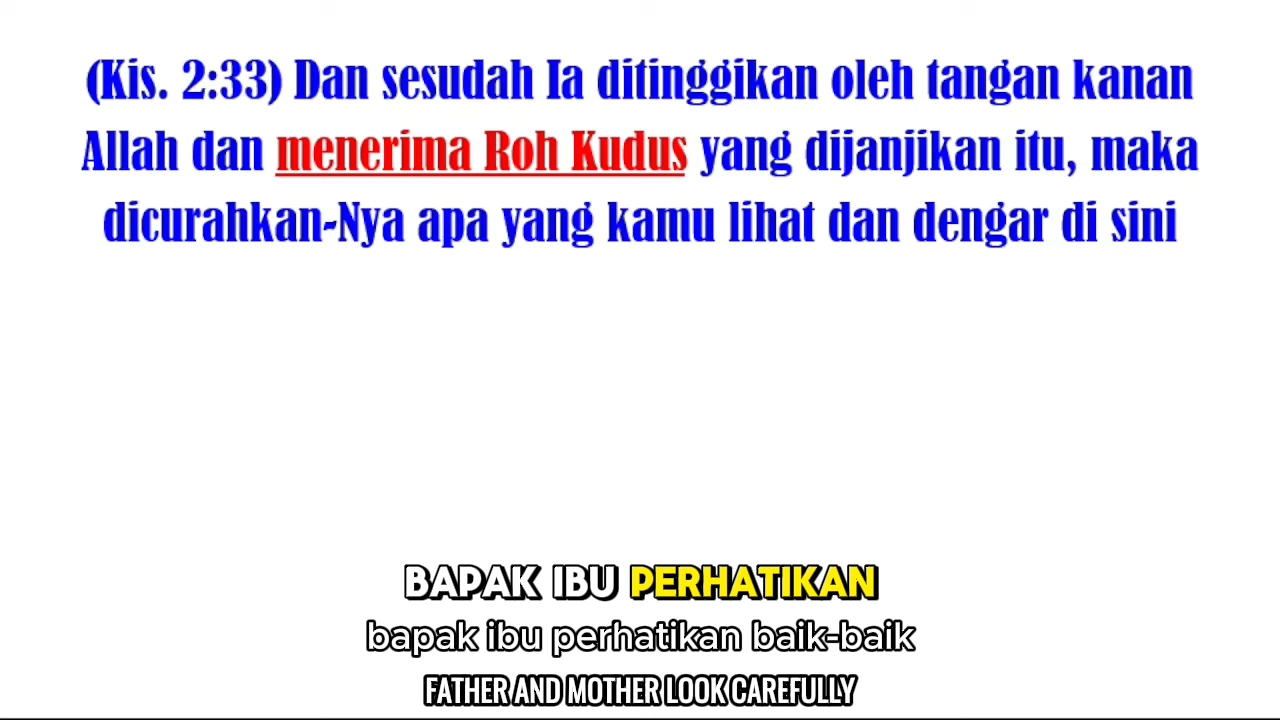 (Kis. 2:33) Dan sesudah Ia ditinggikan oleh tangan kanan
Allah dan menerima Roh Kudus yang dijanjikan itu, maka
dicurahkan-Nya apa yang kamu lihat dan dengar di sini
BAPAK IBU PERHATIKAN
bapak ibu perhatikan baik-baik
FATHER AND MOTHER LOOK CAREFULLY